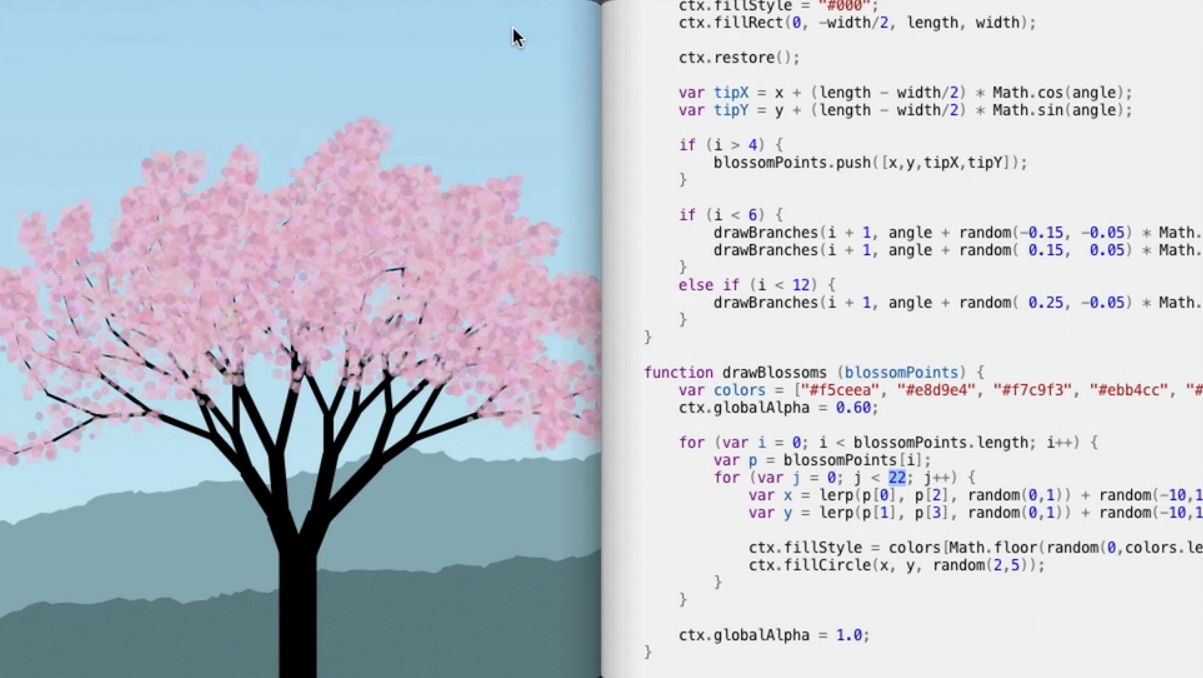 ctx.fillStyle = "#000";
ctx.fillRect(0, -width/2, length, width);
ctx.restore();
var tipX = x + (length - width/2) * Math.cos(angle);
var tipY = y + (length - width/2) * Math.sin(angle);
if (i > 4) {
blossomPoints.push([x,y,tipX,tipY]);
}
if (i < 6) {
drawBranches(i + 1, angle + random(-0.15, -0.05) * Math.
drawBranches(i + 1, angle + random( 0.15,  0.05) * Math.
}
else if (i < 12) {
drawBranches(i + 1, angle + random( 0.25, -0.05) * Math.
}
}
function drawBlossoms (blossomPoints) {
var colors = ["#f5ceea", "#e8d9e4", "#f7c9f3", "#ebb4cc", "#
ctx.globalAlpha = 0.60;
for (var i = 0; i < blossomPoints.length; i++) {
var p = blossomPoints[i];
for (var j = 0; j < 22; j++) {
var x = lerp(p[0], p[2], random(0,1)) + random(-10,1
var y = lerp(p[1], p[3], random(0,1)) + random(-10,1
ctx.fillStyle = colors[Math.floor(random(0,colors.le
ctx.fillCircle(x, y, random(2,5));
}
}
ctx.globalAlpha = 1.0;
}